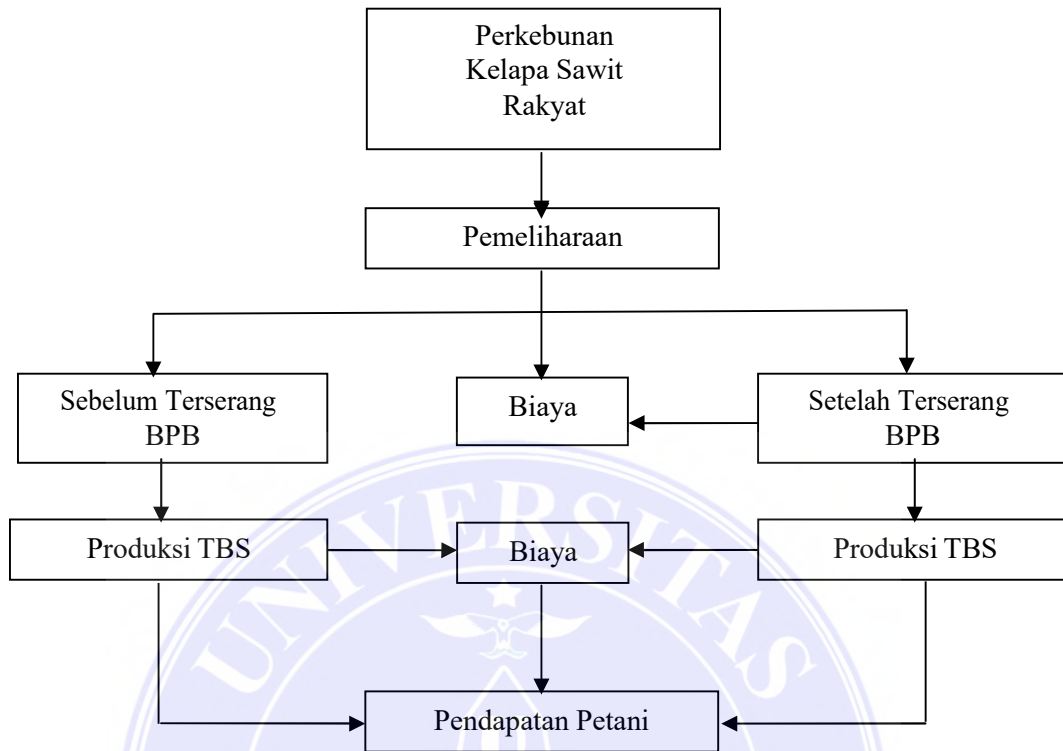 Perkebunan
Kelapa Sawit
Rakyat
Pemeliharaan
Sebelum Terserang
BPB
Biaya
Setelah Terserang
BPB
Produksi TBS
Biaya
Produksi TBS
UNIVERSITAS
Pendapatan Petani